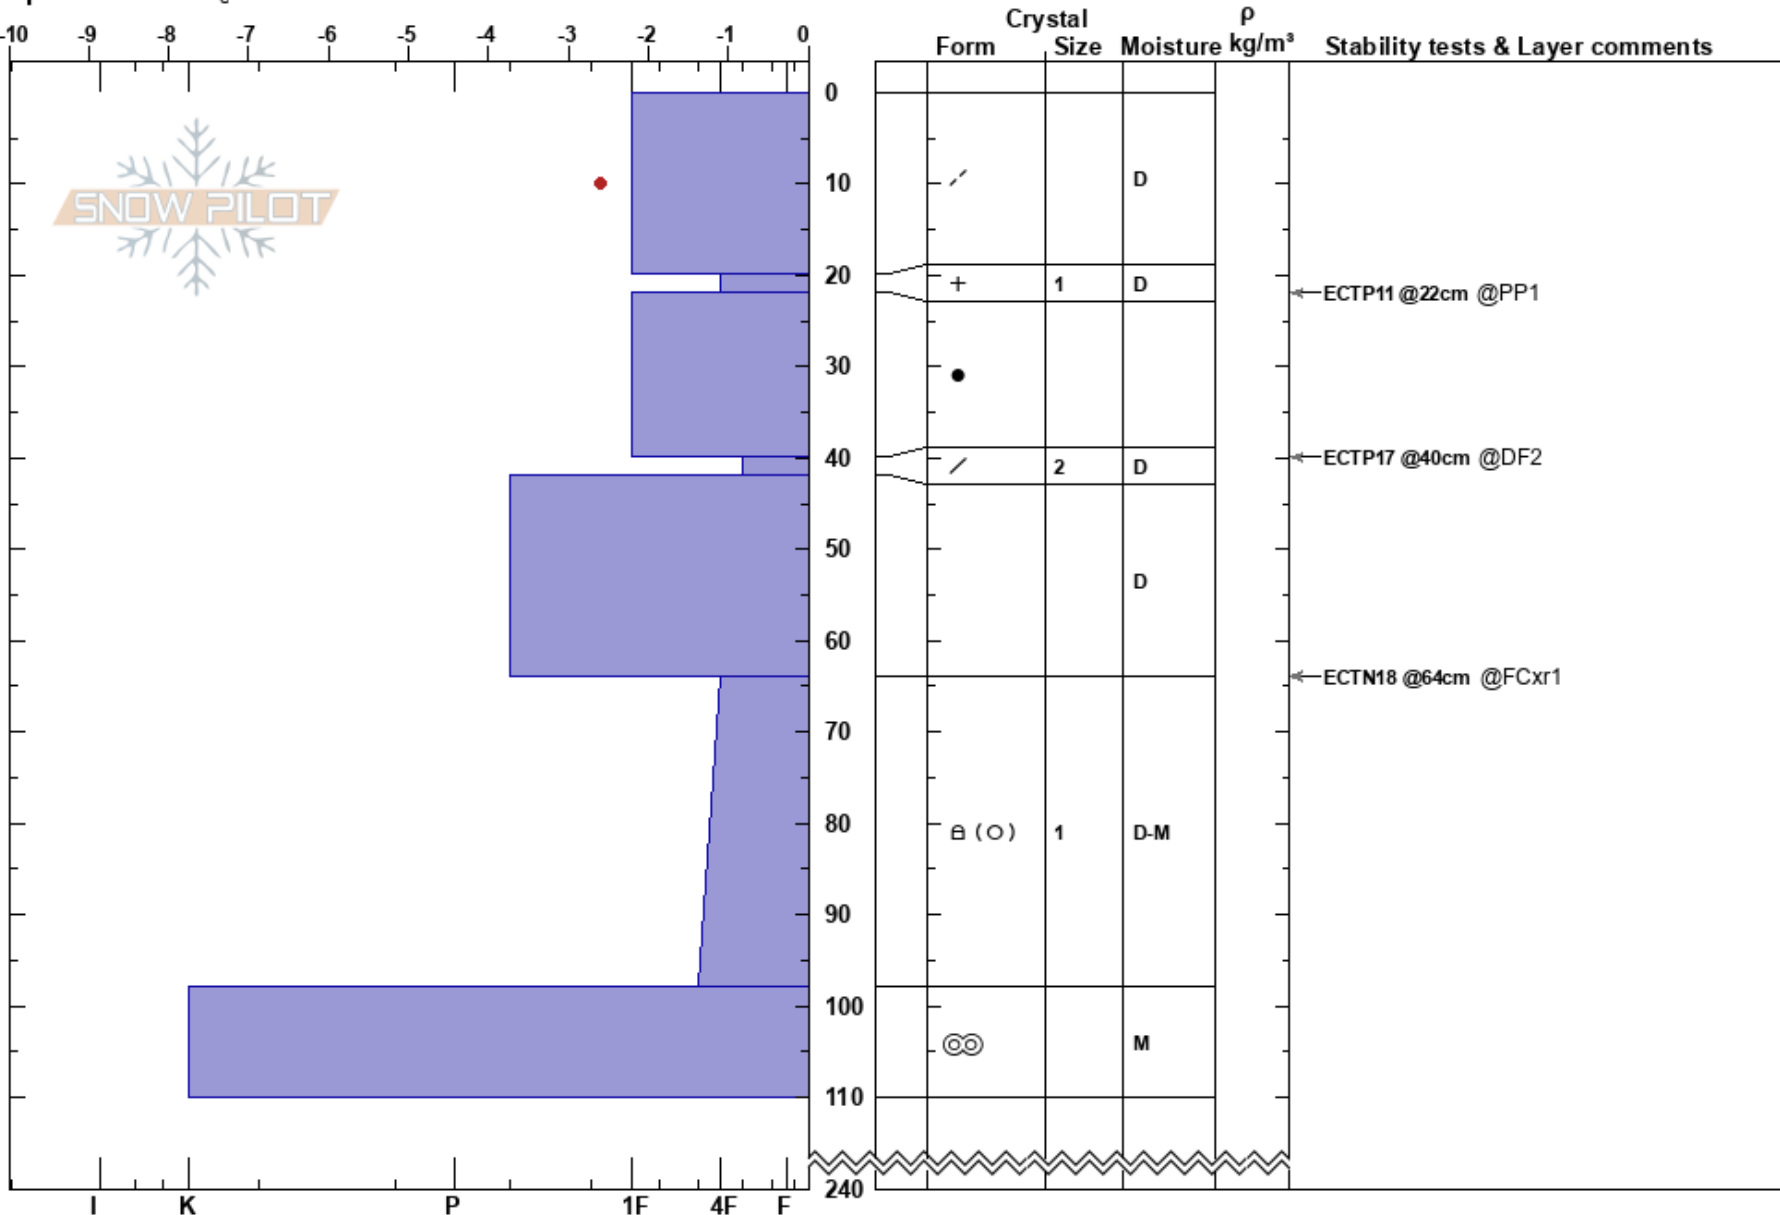 -10 -9 -8 -7 -6 -5 -4 -3 -2 -1 0
Crystal ρ
Form Size Moisture kg/m³ Stability tests & Layer comments
0
SNOW PILOT
10 D
20 + 1 D
ECTP11 @22cm @PP1
30
40 2 D ECTP17 @40cm @DF2
50
D
60
ECTN18 @64cm @FCxr1
70
80 1 D-M
90
100
M
110
240
I K P 1F 4F F